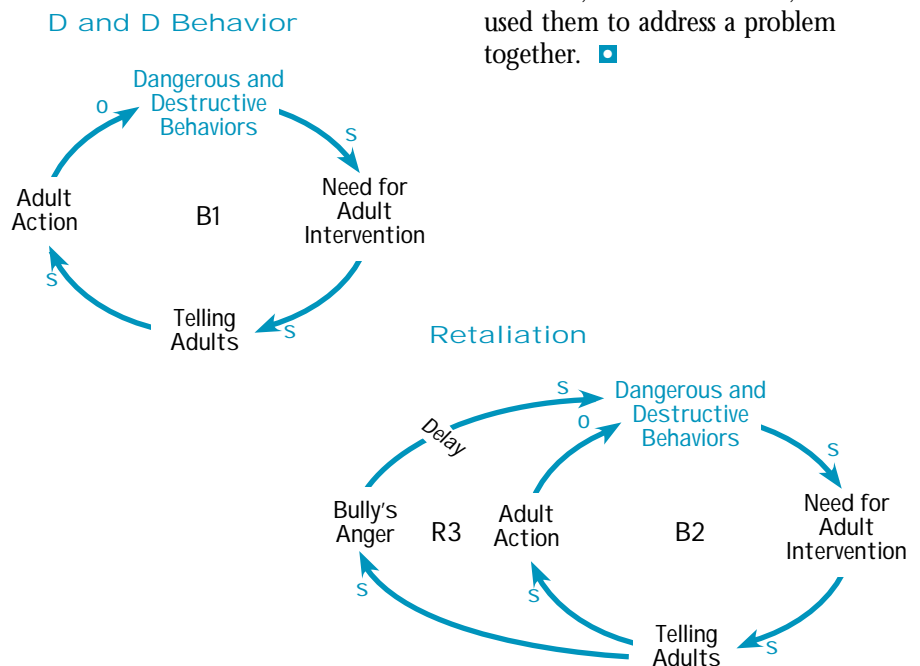 used them to address a problem
together.
D and D Behavior
Dangerous and
Destructive
Behaviors
o
s
Need for
Adult
Intervention
Adult
Action
B1
s
Telling
Adults
s
Retaliation
s
Dangerous and
Destructive
Behaviors
o
Delay
s
Bully's
Anger
R3
Adult
Action
B2
Need for
Adult
Intervention
s
s
Telling
Adults
s